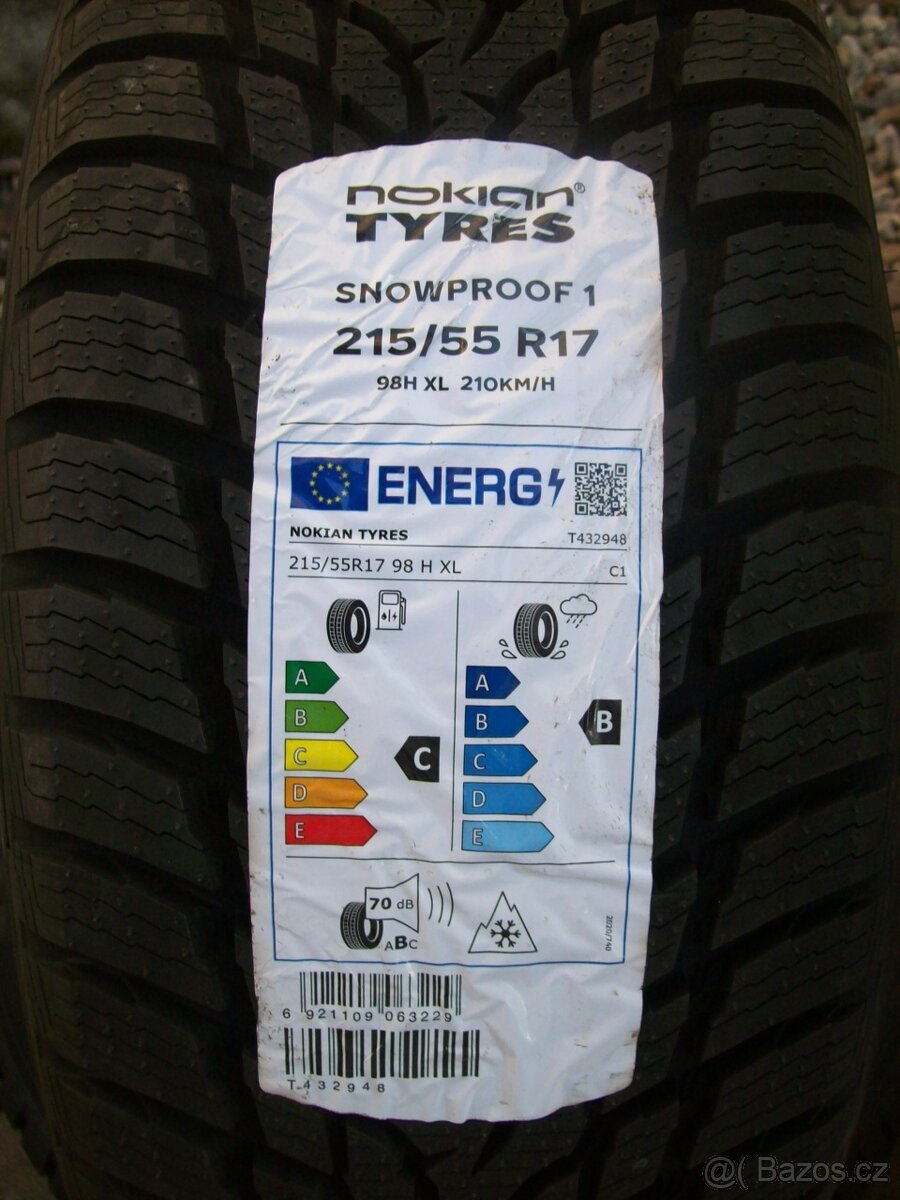 nokian®
TYRES
SNOWPROOF 1
215/55 R17
98H XL 210KM/H
ENERG
NOKIAN TYRES T432948
215/55R17 98 H XL C1
A A
B B B
C C C
D D
E E
70 dB
ABC
2020/740
6 921109 063229
T432948
@( Bazos.cz